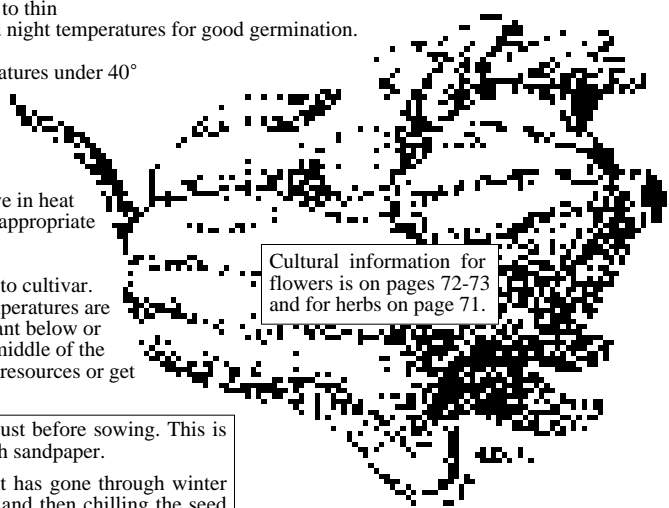 to thin
night temperatures for good germination.
atures under 40°
e in heat
appropriate
to cultivar.
peratures are
ant below or
middle of the
resources or get
Cultural information for
flowers is on pages 72-73
and for herbs on page 71.
ust before sowing. This is
h sandpaper.
t has gone through winter
and then chilling the seed